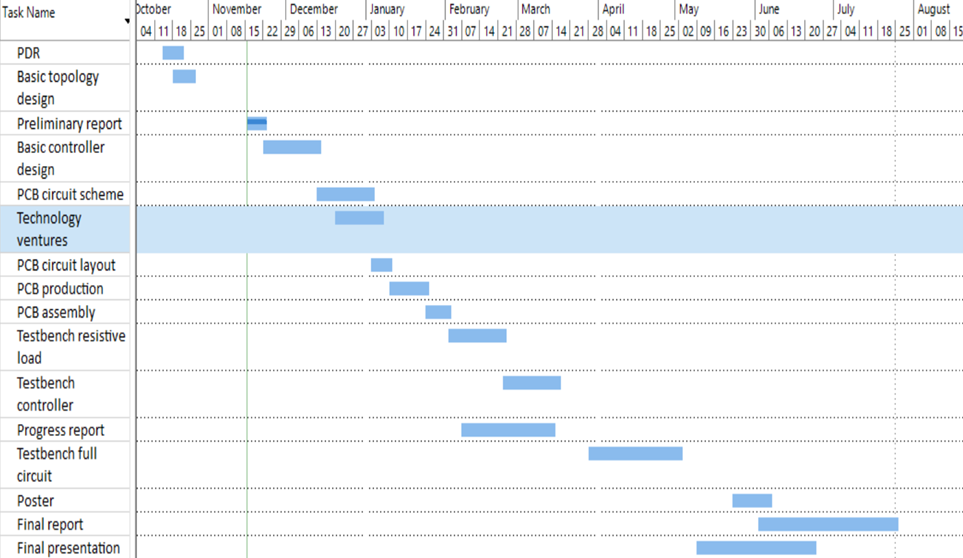 Task Name
October November December January February March April May June July August
04 11 18 25 01 08 15 22 29 06 13 20 27 03 10 17 24 31 07 14 21 28 07 14 21 28 04 11 18 25 02 09 16 23 30 06 13 20 27 04 11 18 25 01 08 15
PDR
Basic topology
design
Preliminary report
Basic controller
design
PCB circuit scheme
Technology
ventures
PCB circuit layout
PCB production
PCB assembly
Testbench resistive
load
Testbench
controller
Progress report
Testbench full
circuit
Poster
Final report
Final presentation